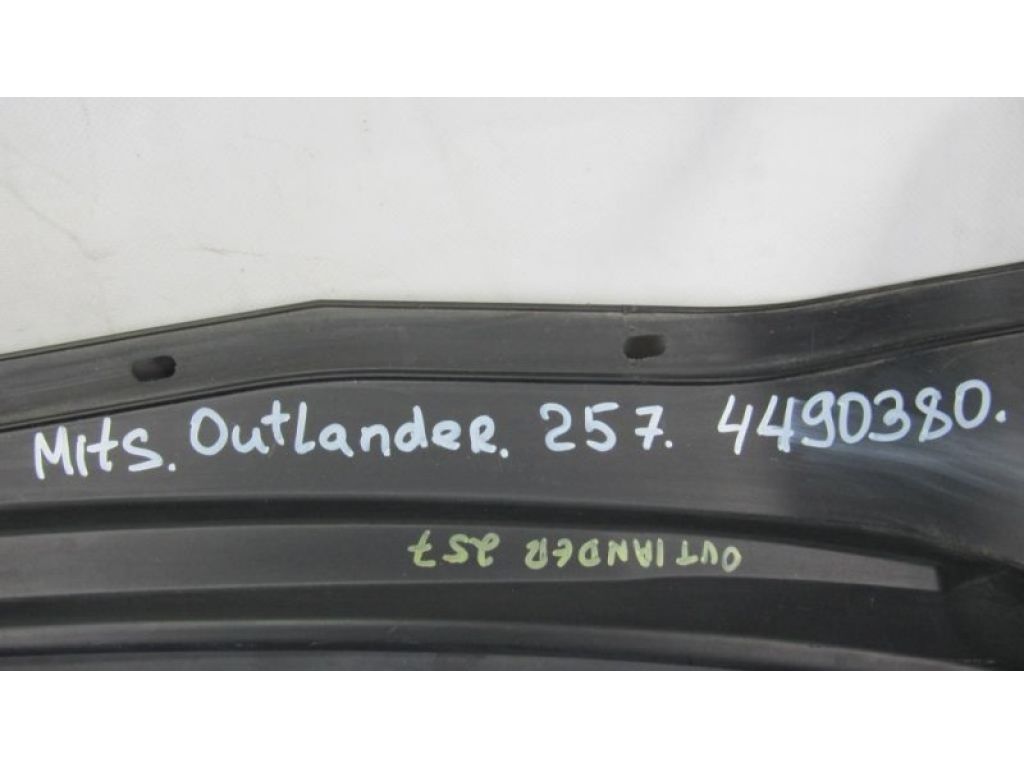 Mits. Outlander. 257. 4490380.
OUTLANDER 257